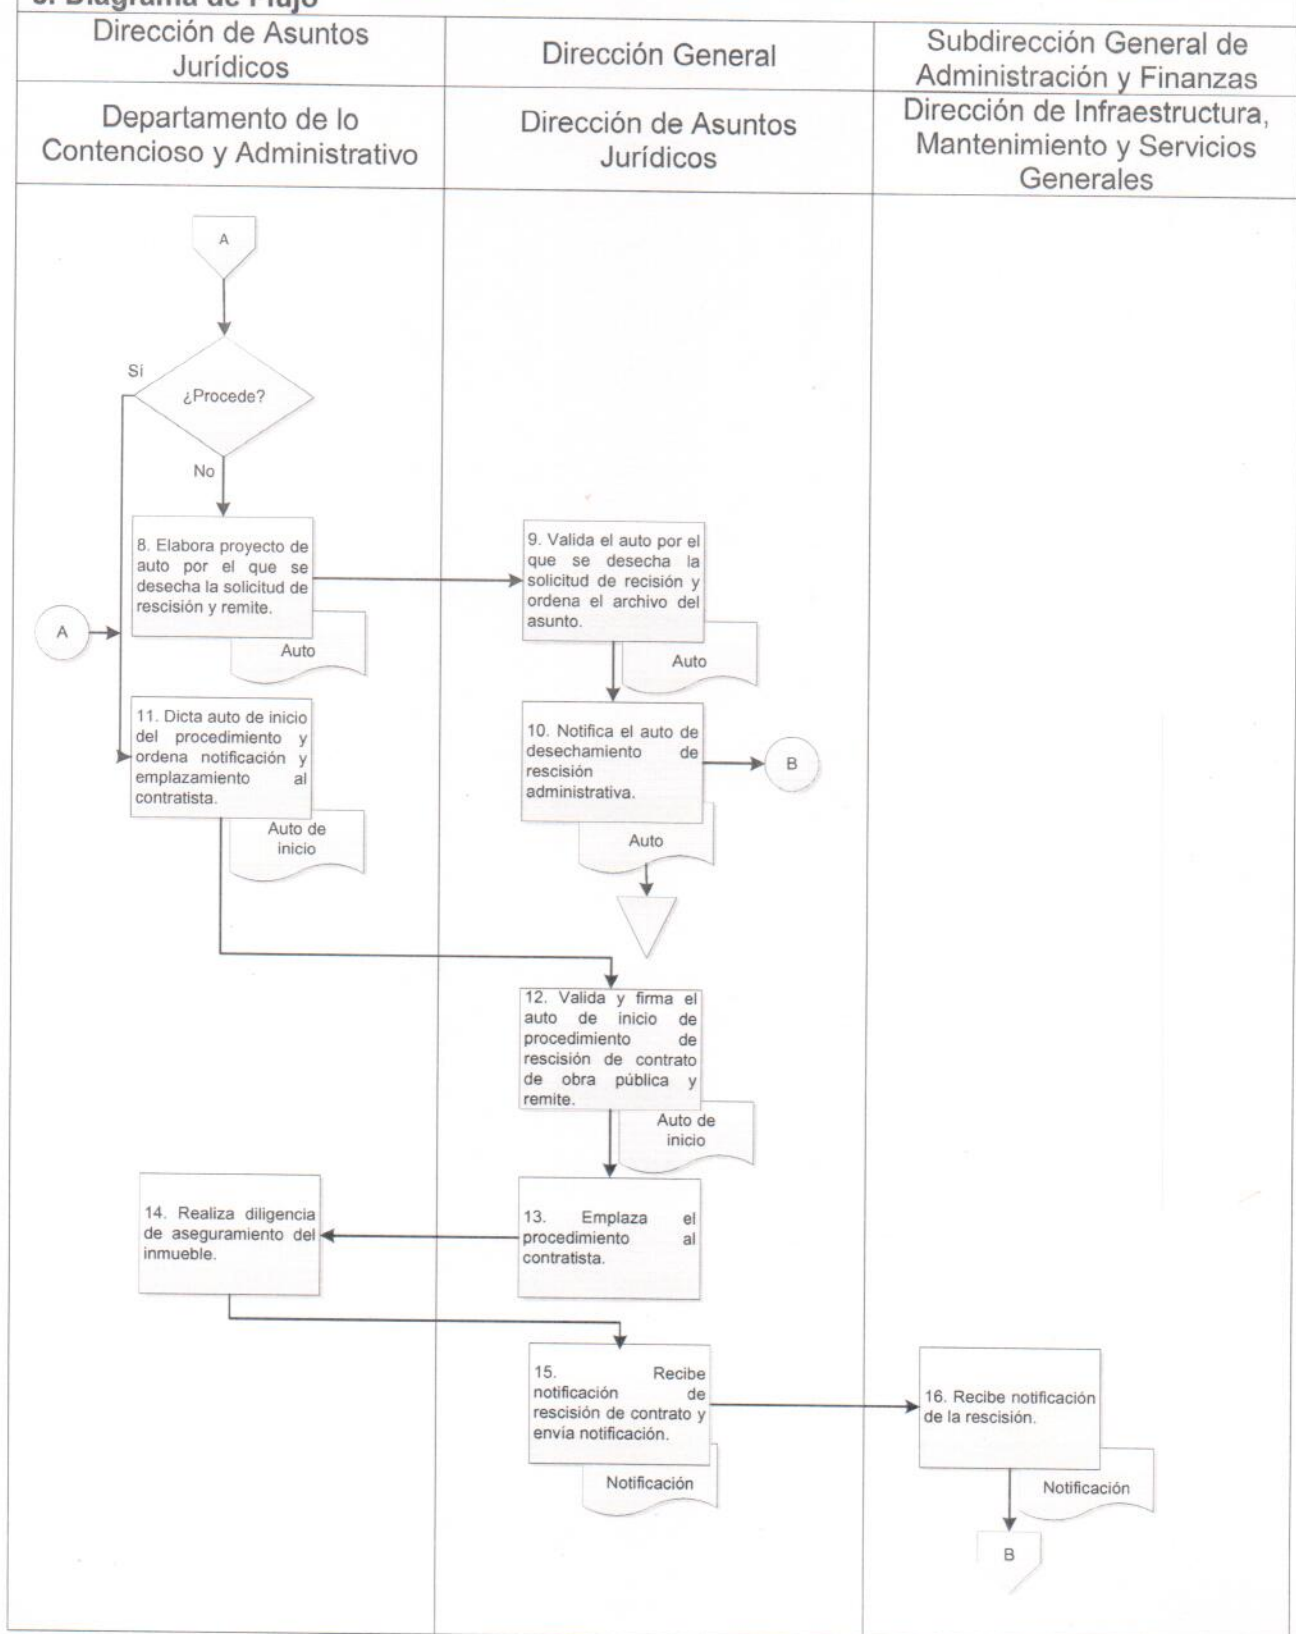 Dirección de Asuntos
Jurídicos
Dirección General
Subdirección General de
Administración y Finanzas
Departamento de lo
Contencioso y Administrativo
Dirección de Asuntos
Jurídicos
Dirección de Infraestructura,
Mantenimiento y Servicios
Generales
A
Sí
¿Procede?
No
8. Elabora proyecto de
auto por el que se
desecha la solicitud de
rescisión y remite.
Auto
9. Valida el auto por el
que se desecha la
solicitud de recisión y
ordena el archivo del
asunto.
Auto
A
11. Dicta auto de inicio
del procedimiento y
ordena notificación y
emplazamiento al
contratista.
Auto de
inicio
10. Notifica el auto de
desechamiento de
rescisión
administrativa.
Auto
B
12. Valida y firma el
auto de inicio de
procedimiento de
rescisión de contrato
de obra pública y
remite.
Auto de
inicio
14. Realiza diligencia
de aseguramiento del
inmueble.
13. Emplaza el
procedimiento al
contratista.
15. Recibe
notificación de
rescisión de contrato y
envía notificación.
Notificación
16. Recibe notificación
de la rescisión.
Notificación
B